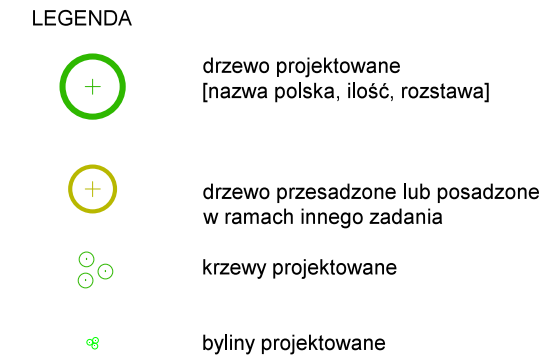 LEGENDA
drzewo projektowane
[nazwa polska, ilość, rozstawa]
drzewo przesadzone lub posadzone
w ramach innego zadania
krzewy projektowane
byliny projektowane